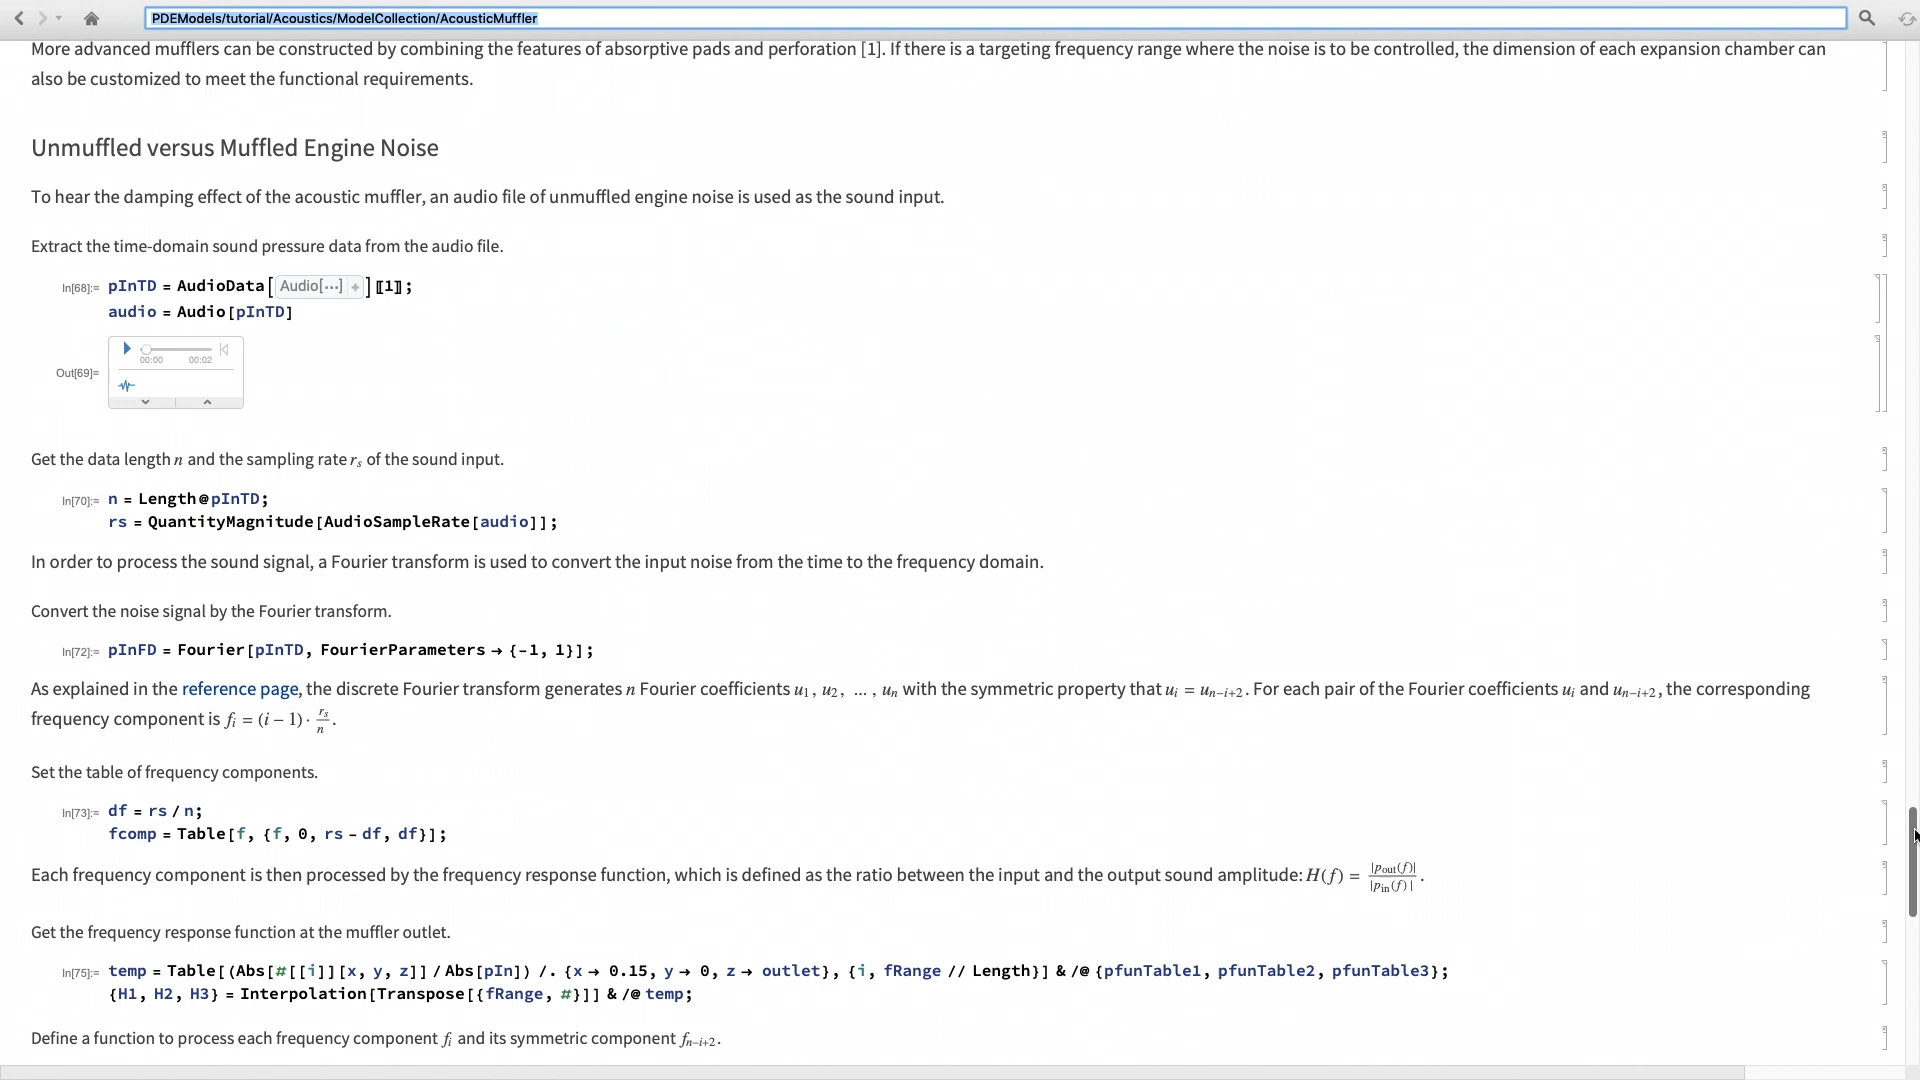 PDEModels/tutorial/Acoustics/ModelCollection/AcousticMuffler
More advanced mufflers can be constructed by combining the features of absorptive pads and perforation [1]. If there is a targeting frequency range where the noise is to be controlled, the dimension of each expansion chamber can
also be customized to meet the functional requirements.
Unmuffled versus Muffled Engine Noise
To hear the damping effect of the acoustic muffler, an audio file of unmuffled engine noise is used as the sound input.
Extract the time-domain sound pressure data from the audio file.
In[68]:= pInTD = AudioData[Audio[⋯] +]〚1〛;
audio = Audio[pInTD]
00:00 00:02
Out[69]=
Get the data length n and the sampling rate rₛ of the sound input.
In[70]:= n = Length@pInTD;
rs = QuantityMagnitude[AudioSampleRate[audio]];
In order to process the sound signal, a Fourier transform is used to convert the input noise from the time to the frequency domain.
Convert the noise signal by the Fourier transform.
In[72]:= pInFD = Fourier[pInTD, FourierParameters → {-1, 1}];
As explained in the reference page, the discrete Fourier transform generates n Fourier coefficients u₁, u₂, ..., uₙ with the symmetric property that uᵢ = uₙ₋ᵢ₊₂. For each pair of the Fourier coefficients uᵢ and uₙ₋ᵢ₊₂, the corresponding
frequency component is fᵢ = (i − 1) · rₛ/n.
Set the table of frequency components.
In[73]:= df = rs / n;
fcomp = Table[f, {f, 0, rs - df, df}];
Each frequency component is then processed by the frequency response function, which is defined as the ratio between the input and the output sound amplitude: H(f) = |p_out(f)|/|p_in(f)|.
Get the frequency response function at the muffler outlet.
In[75]:= temp = Table[(Abs[#[[i]][x, y, z]] / Abs[pIn]) /. {x → 0.15, y → 0, z → outlet}, {i, fRange // Length}] & /@ {pfunTable1, pfunTable2, pfunTable3};
{H1, H2, H3} = Interpolation[Transpose[{fRange, #}]] & /@ temp;
Define a function to process each frequency component fᵢ and its symmetric component fₙ₋ᵢ₊₂.